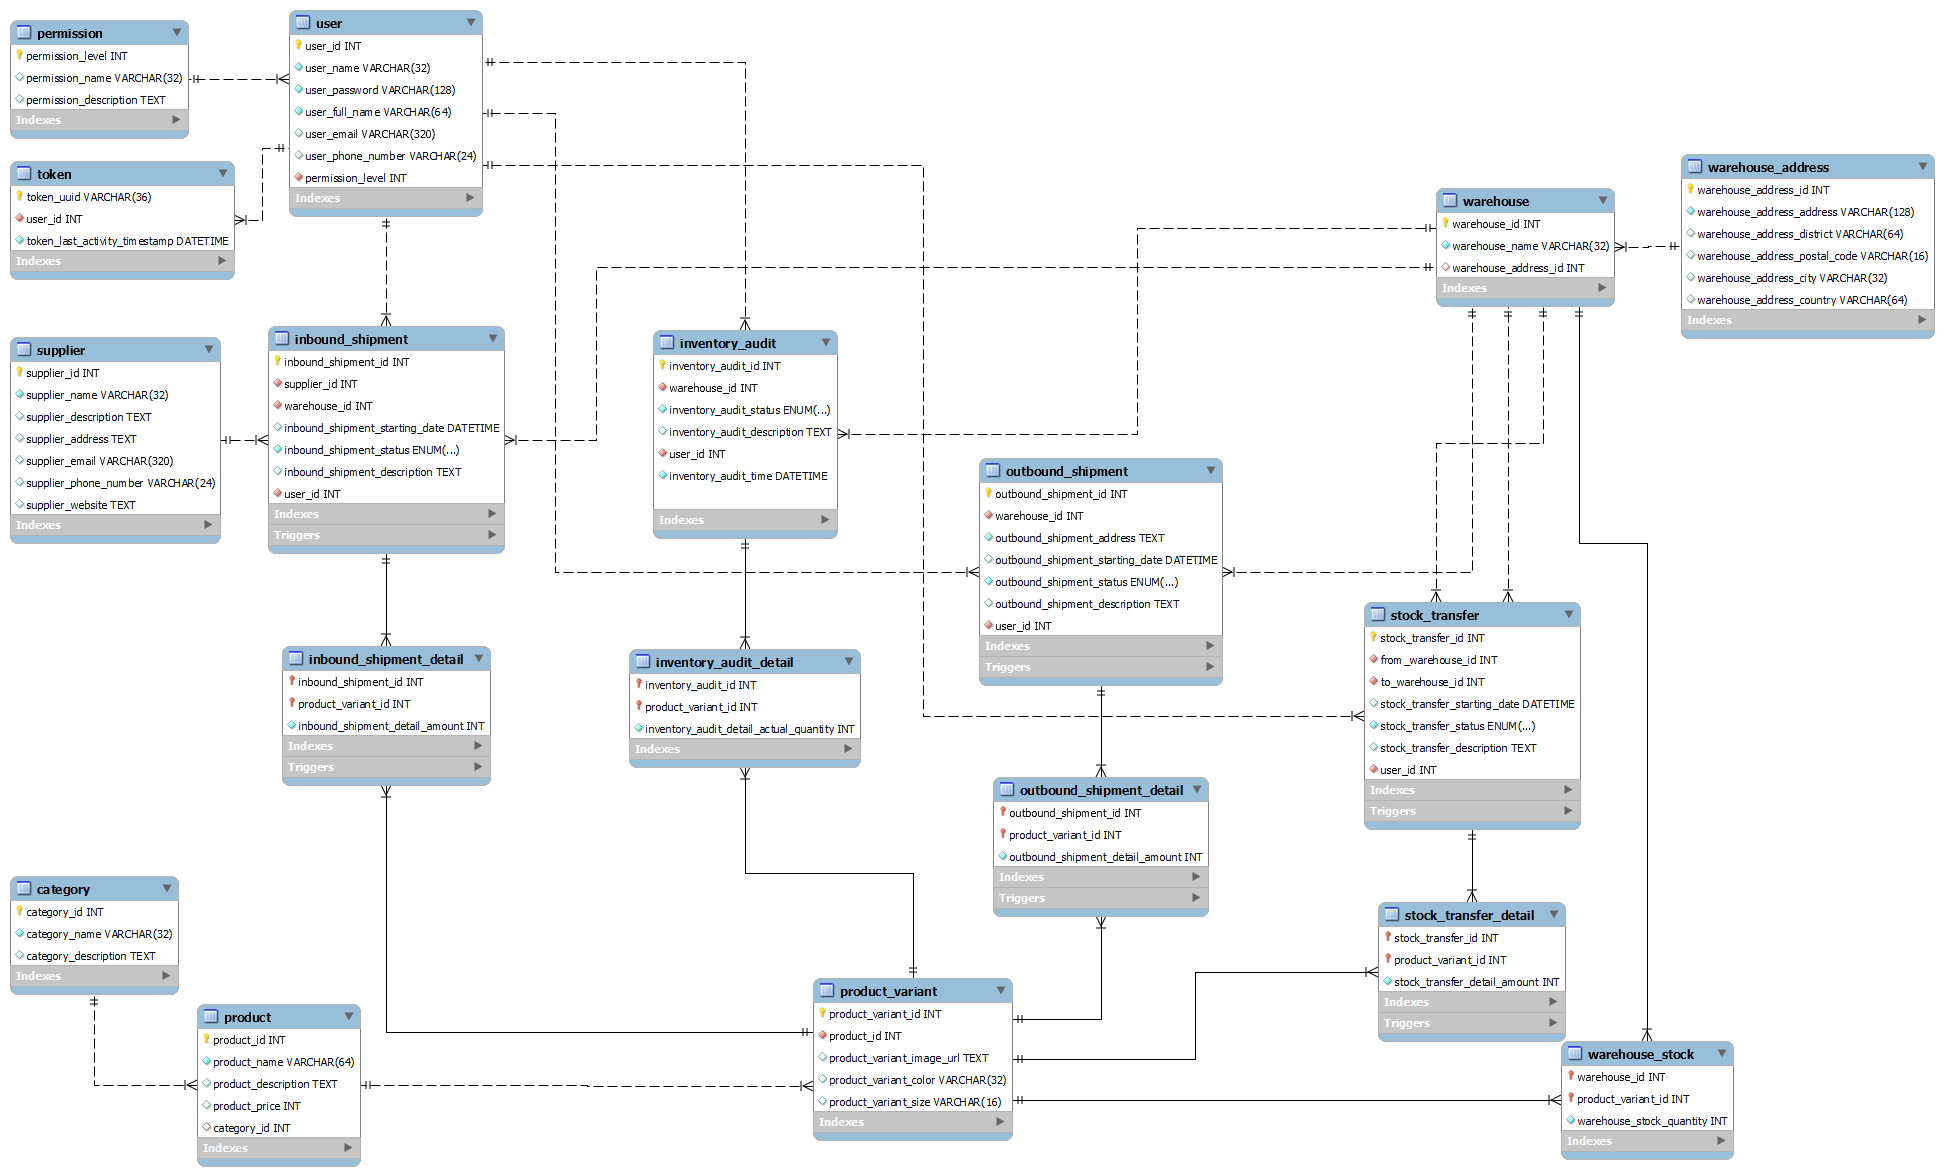 permission
permission_level INT
permission_name VARCHAR(32)
permission_description TEXT
Indexes
user
user_id INT
user_name VARCHAR(32)
user_password VARCHAR(128)
user_full_name VARCHAR(64)
user_email VARCHAR(320)
user_phone_number VARCHAR(24)
permission_level INT
Indexes
token
token_uuid VARCHAR(36)
user_id INT
token_last_activity_timestamp DATETIME
Indexes
warehouse
warehouse_id INT
warehouse_name VARCHAR(32)
warehouse_address_id INT
Indexes
warehouse_address
warehouse_address_id INT
warehouse_address_address VARCHAR(128)
warehouse_address_district VARCHAR(64)
warehouse_address_postal_code VARCHAR(16)
warehouse_address_city VARCHAR(32)
warehouse_address_country VARCHAR(64)
Indexes
supplier
supplier_id INT
supplier_name VARCHAR(32)
supplier_description TEXT
supplier_address TEXT
supplier_email VARCHAR(320)
supplier_phone_number VARCHAR(24)
supplier_website TEXT
Indexes
inbound_shipment
inbound_shipment_id INT
supplier_id INT
warehouse_id INT
inbound_shipment_starting_date DATETIME
inbound_shipment_status ENUM(...)
inbound_shipment_description TEXT
user_id INT
Indexes
Triggers
inventory_audit
inventory_audit_id INT
warehouse_id INT
inventory_audit_status ENUM(...)
inventory_audit_description TEXT
user_id INT
inventory_audit_time DATETIME
Indexes
outbound_shipment
outbound_shipment_id INT
warehouse_id INT
outbound_shipment_address TEXT
outbound_shipment_starting_date DATETIME
outbound_shipment_status ENUM(...)
outbound_shipment_description TEXT
user_id INT
Indexes
Triggers
stock_transfer
stock_transfer_id INT
from_warehouse_id INT
to_warehouse_id INT
stock_transfer_starting_date DATETIME
stock_transfer_status ENUM(...)
stock_transfer_description TEXT
user_id INT
Indexes
Triggers
inbound_shipment_detail
inbound_shipment_id INT
product_variant_id INT
inbound_shipment_detail_amount INT
Indexes
Triggers
inventory_audit_detail
inventory_audit_id INT
product_variant_id INT
inventory_audit_detail_actual_quantity INT
Indexes
outbound_shipment_detail
outbound_shipment_id INT
product_variant_id INT
outbound_shipment_detail_amount INT
Indexes
Triggers
stock_transfer_detail
stock_transfer_id INT
product_variant_id INT
stock_transfer_detail_amount INT
Indexes
Triggers
category
category_id INT
category_name VARCHAR(32)
category_description TEXT
Indexes
product
product_id INT
product_name VARCHAR(64)
product_description TEXT
product_price INT
category_id INT
Indexes
product_variant
product_variant_id INT
product_id INT
product_variant_image_url TEXT
product_variant_color VARCHAR(32)
product_variant_size VARCHAR(16)
Indexes
warehouse_stock
warehouse_id INT
product_variant_id INT
warehouse_stock_quantity INT
Indexes